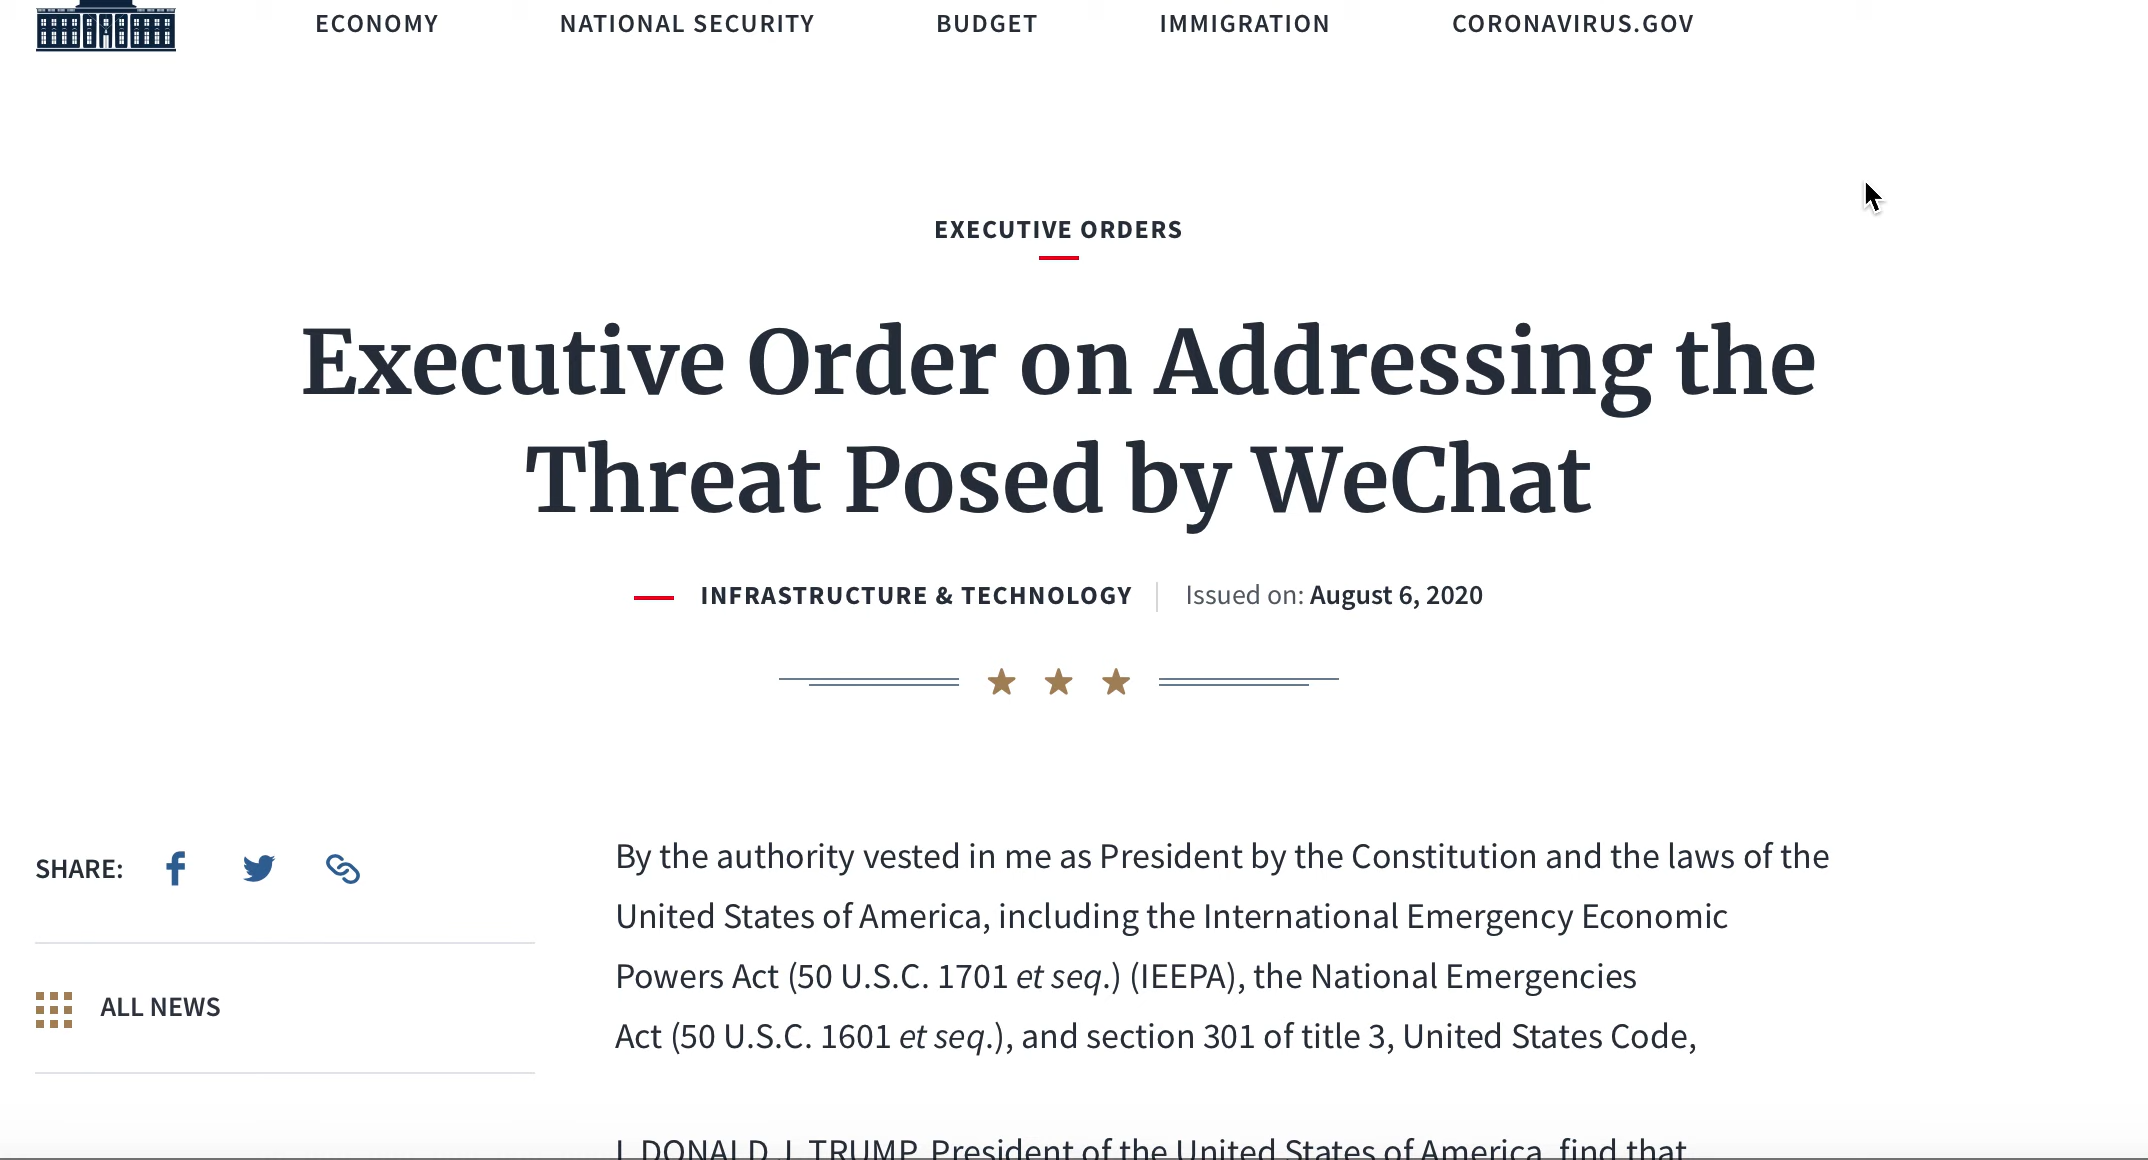 ECONOMY NATIONAL SECURITY BUDGET IMMIGRATION CORONAVIRUS.GOV
EXECUTIVE ORDERS
Executive Order on Addressing the
Threat Posed by WeChat
INFRASTRUCTURE & TECHNOLOGY Issued on: August 6, 2020
SHARE:
ALL NEWS
By the authority vested in me as President by the Constitution and the laws of the
United States of America, including the International Emergency Economic
Powers Act (50 U.S.C. 1701 et seq.) (IEEPA), the National Emergencies
Act (50 U.S.C. 1601 et seq.), and section 301 of title 3, United States Code,
I, DONALD J. TRUMP, President of the United States of America, find that